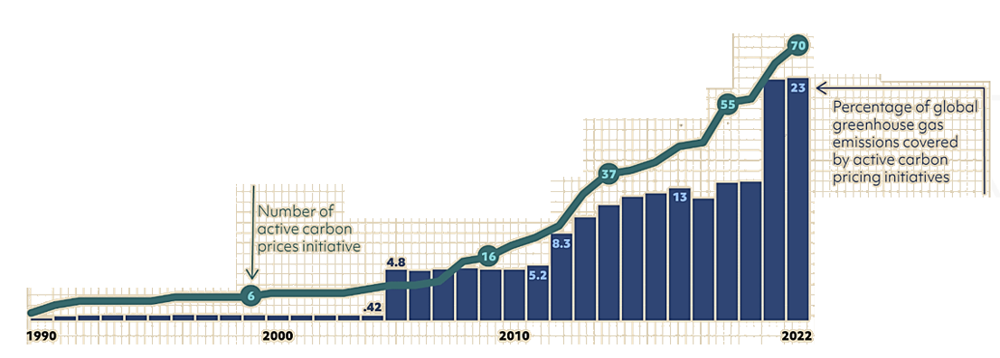 70
23
Percentage of global
greenhouse gas
emissions covered
by active carbon
pricing initiatives
55
37
13
Number of
active carbon
prices initiative
8.3
16
4.8
5.2
6
.42
1990
2000
2010
2022